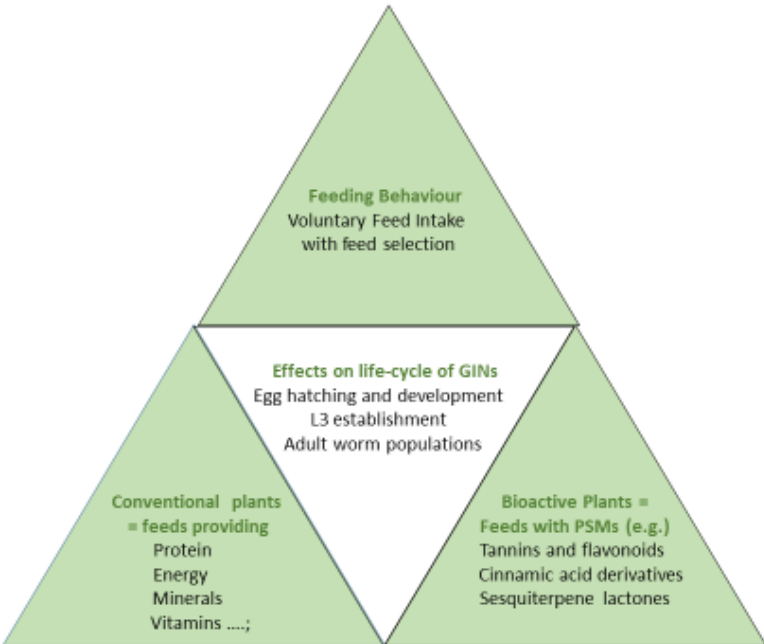 Feeding Behaviour
Voluntary Feed Intake
with feed selection
Effects on life-cycle of GINs
Egg hatching and development
L3 establishment
Adult worm populations
Conventional plants
= feeds providing
Protein
Energy
Minerals
Vitamins ....;
Bioactive Plants =
Feeds with PSMs (e.g.)
Tannins and flavonoids
Cinnamic acid derivatives
Sesquiterpene lactones